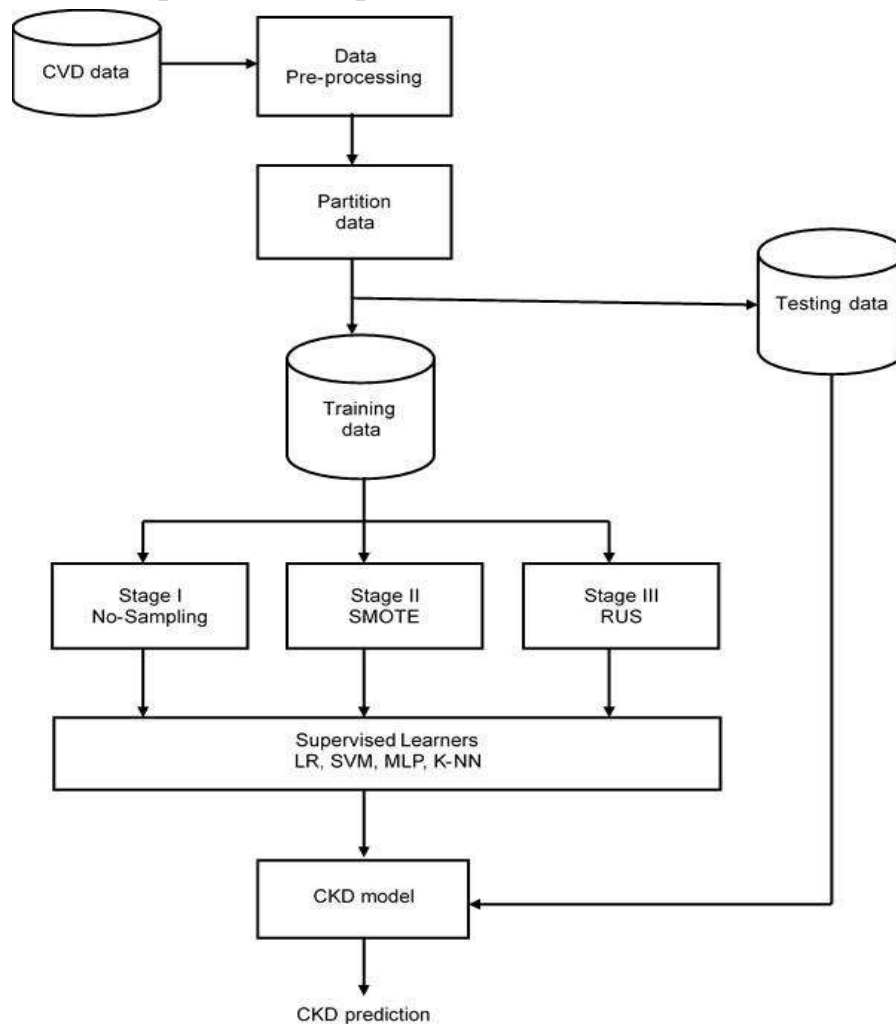 CVD data
Data
Pre-processing
Partition
data
Testing data
Training
data
Stage I
No-Sampling
Stage II
SMOTE
Stage III
RUS
Supervised Learners
LR, SVM, MLP, K-NN
CKD model
CKD prediction